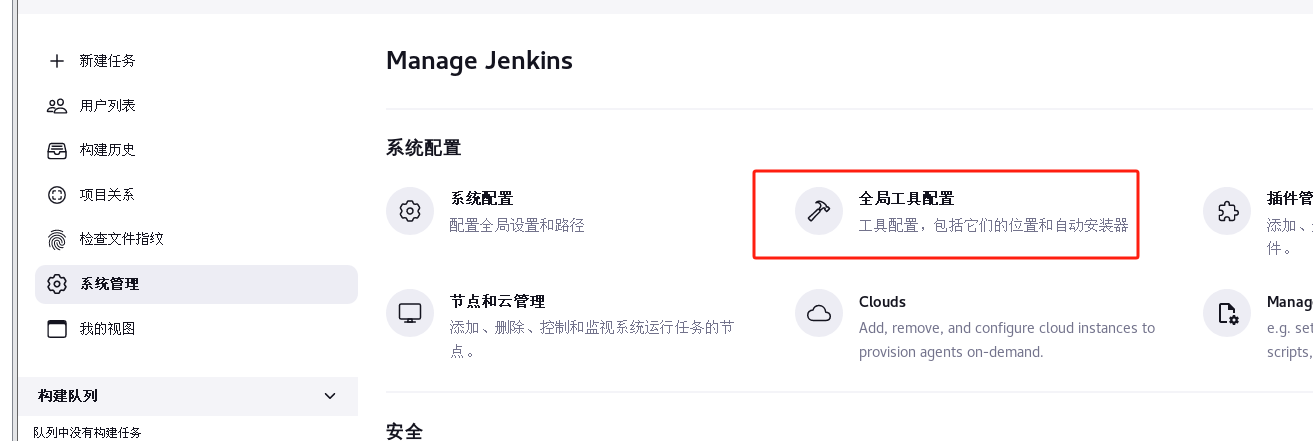 新建任务
用户列表
构建历史
项目关系
检查文件指纹
系统管理
我的视图
构建队列
队列中没有构建任务
Manage Jenkins
系统配置
系统配置
配置全局设置和路径
全局工具配置
工具配置，包括它们的位置和自动安装器
插件管
添加、
件。
节点和云管理
添加、删除、控制和监视系统运行任务的节
点。
Clouds
Add, remove, and configure cloud instances to
provision agents on-demand.
Manag
e.g. set
scripts,
安全